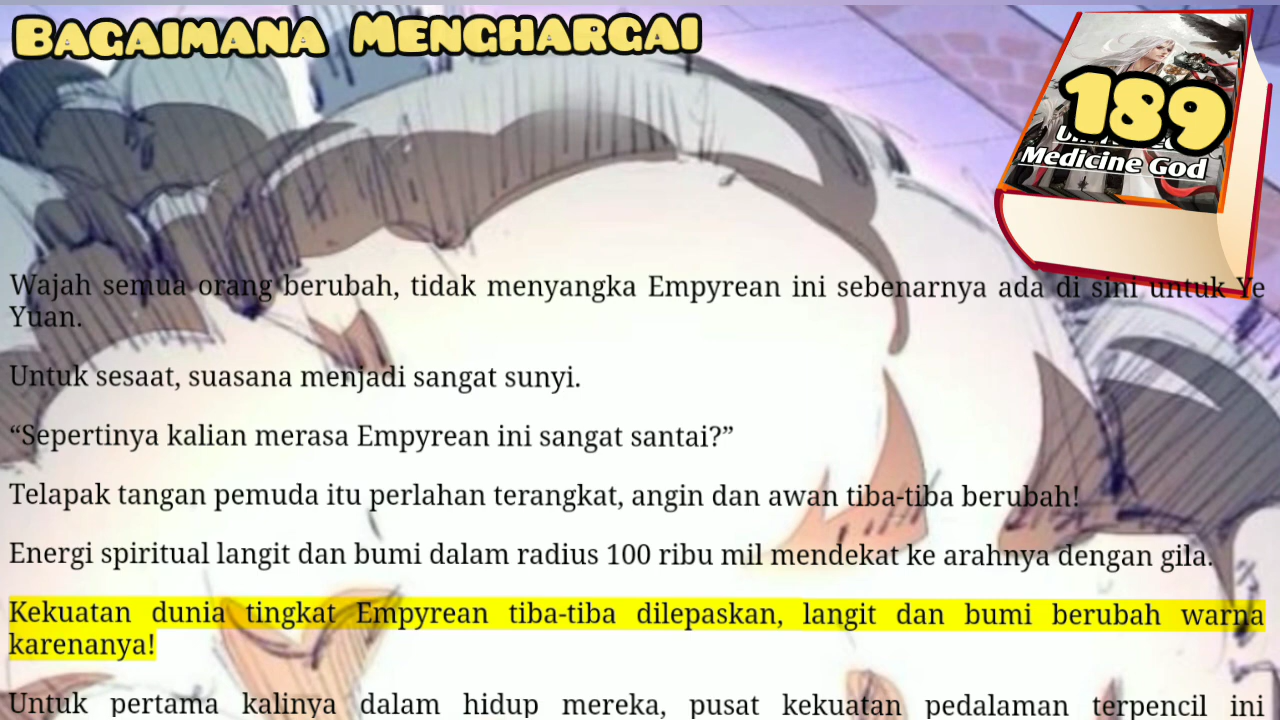 Bagaimana Menghargai
189
Medicine God
Wajah semua orang berubah, tidak menyangka Empyrean ini sebenarnya ada di sini untuk Ye
Yuan.
Untuk sesaat, suasana menjadi sangat sunyi.
“Sepertinya kalian merasa Empyrean ini sangat santai?”
Telapak tangan pemuda itu perlahan terangkat, angin dan awan tiba-tiba berubah!
Energi spiritual langit dan bumi dalam radius 100 ribu mil mendekat ke arahnya dengan gila.
Kekuatan dunia tingkat Empyrean tiba-tiba dilepaskan, langit dan bumi berubah warna
karenanya!
Untuk pertama kalinya dalam hidup mereka, pusat kekuatan pedalaman terpencil ini